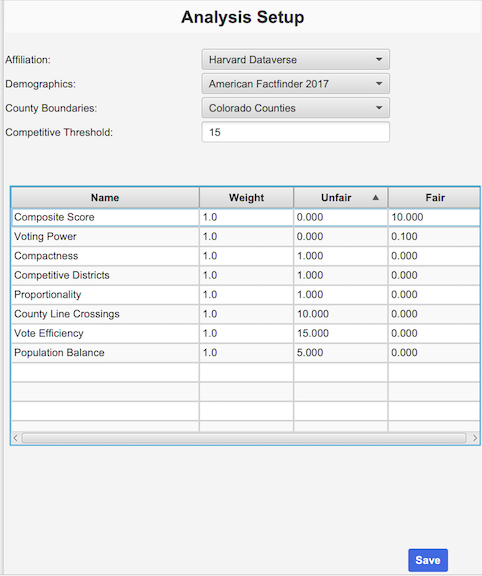 Analysis Setup
Affiliation: Harvard Dataverse
Demographics: American Factfinder 2017
County Boundaries: Colorado Counties
Competitive Threshold: 15
Name Weight Unfair Fair
Composite Score 1.0 0.000 10.000
Voting Power 1.0 0.000 0.100
Compactness 1.0 1.000 0.000
Competitive Districts 1.0 1.000 0.000
Proportionality 1.0 1.000 0.000
County Line Crossings 1.0 10.000 0.000
Vote Efficiency 1.0 15.000 0.000
Population Balance 1.0 5.000 0.000
Save